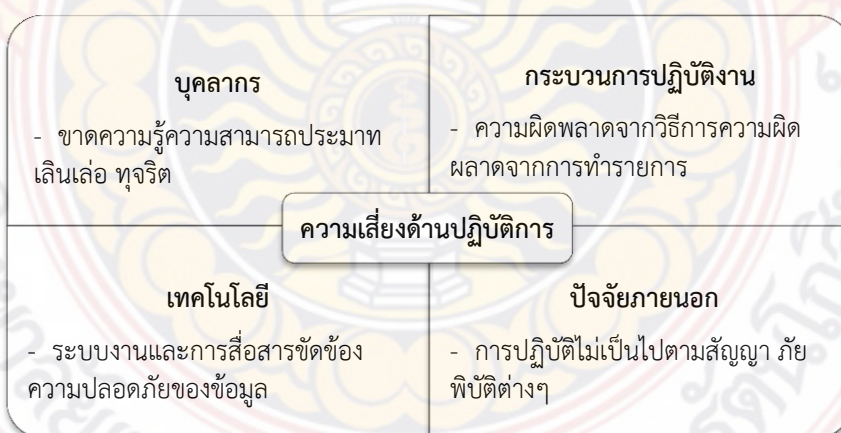 บุคลากร
- ขาดความรู้ความสามารถประมาท
เลินเล่อ ทุจริต
กระบวนการปฏิบัติงาน
- ความผิดพลาดจากวิธีการความผิด
ผลาดจากการทำรายการ
ความเสี่ยงด้านปฏิบัติการ
เทคโนโลยี
- ระบบงานและการสื่อสารขัดข้อง
ความปลอดภัยของข้อมูล
ปัจจัยภายนอก
- การปฏิบัติไม่เป็นไปตามสัญญา ภัย
พิบัติต่างๆ